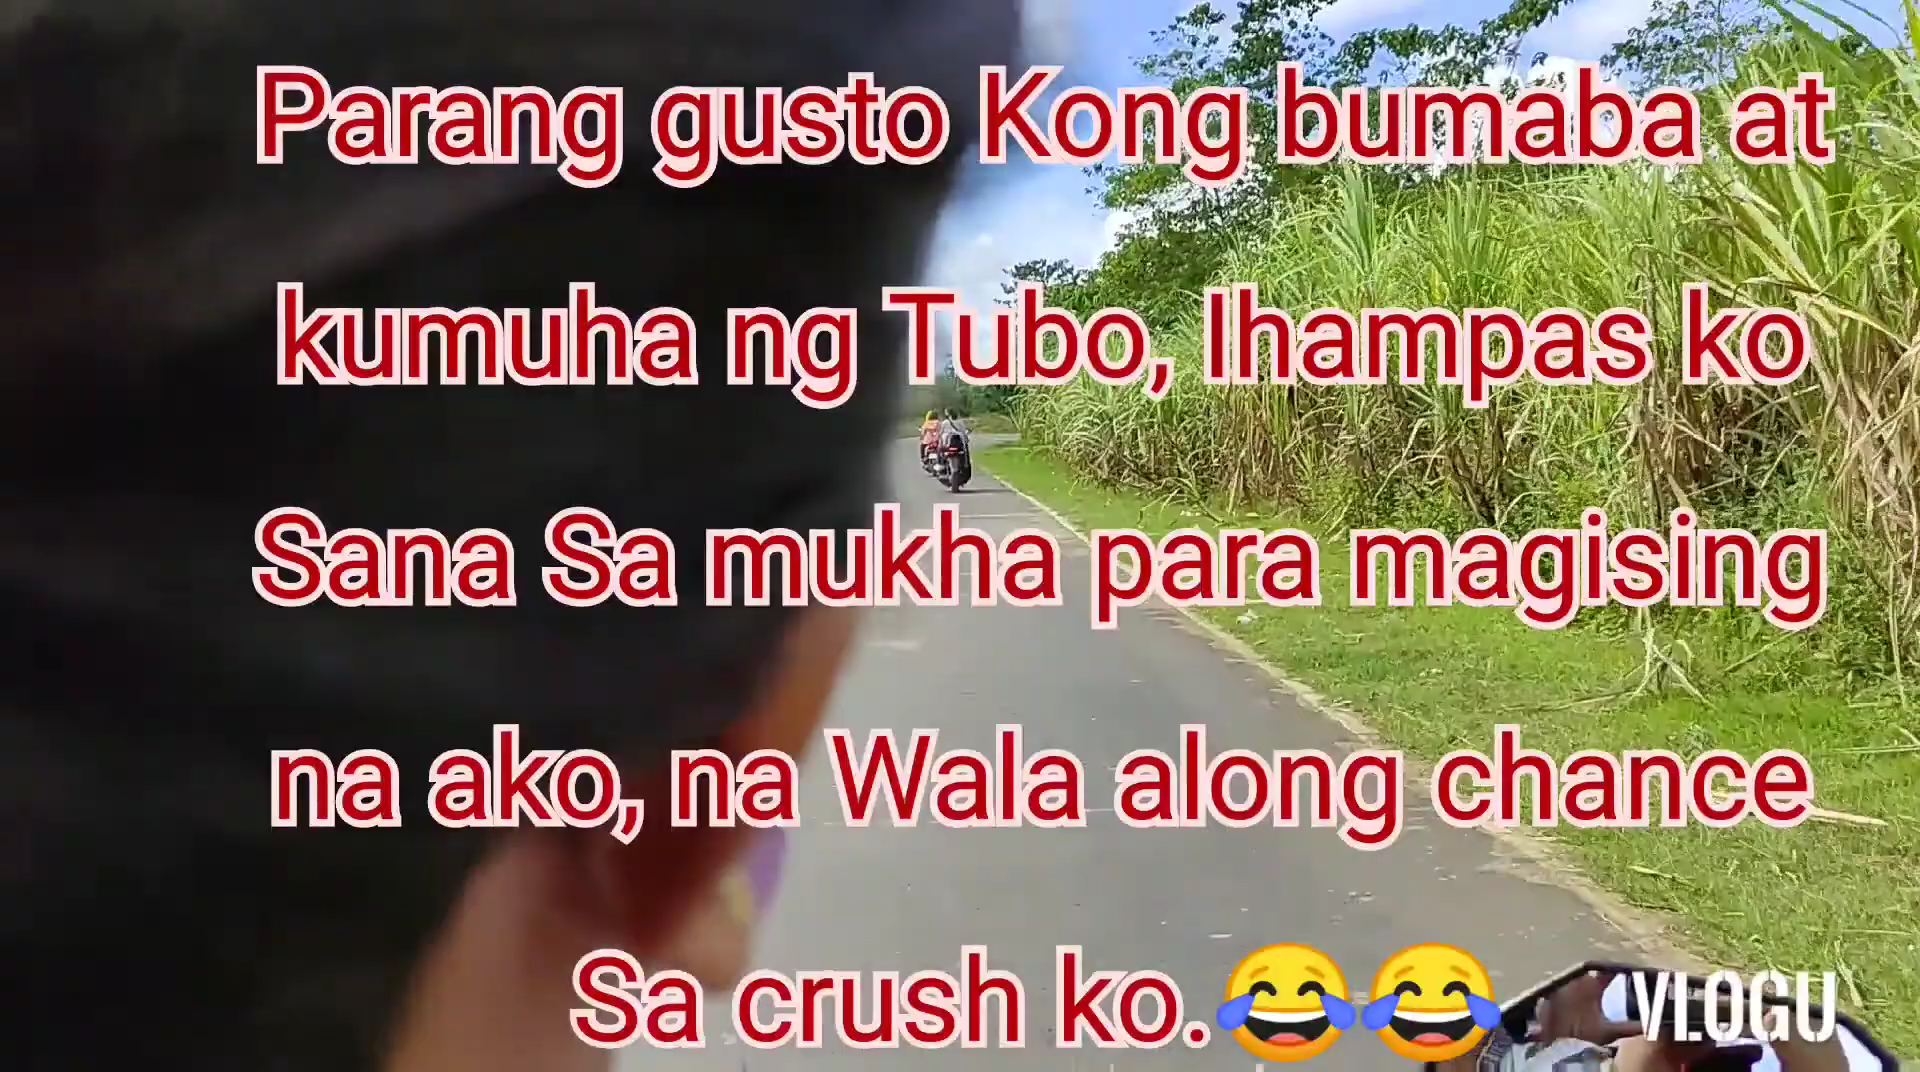 Parang gusto Kong bumaba at
kumuha ng Tubo, Ihampas ko
Sana Sa mukha para magising
na ako, na Wala along chance
Sa crush ko.😂😂
VLOGU